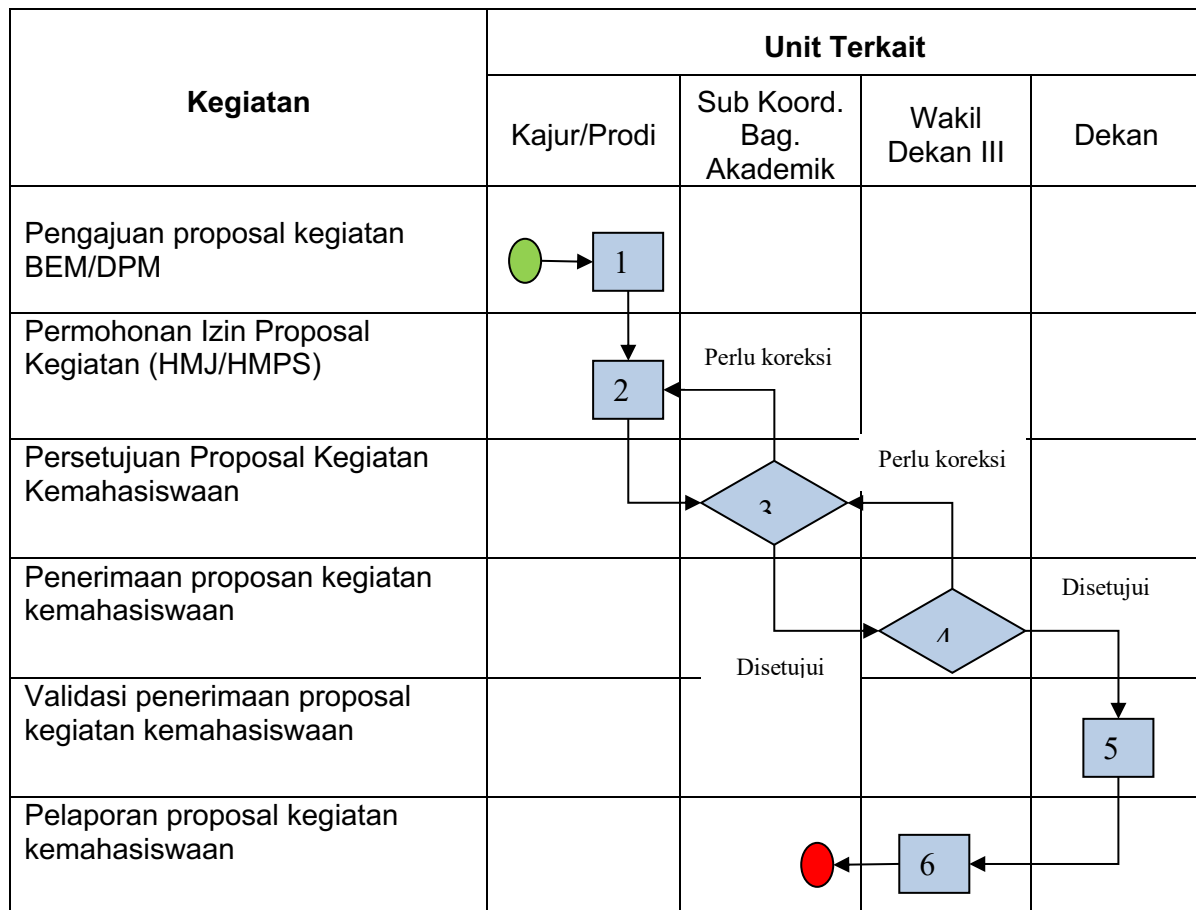 Kegiatan
Unit Terkait
Kajur/Prodi
Sub Koord.
Bag.
Akademik
Wakil
Dekan III
Dekan
Pengajuan proposal kegiatan
BEM/DPM
1
Permohonan Izin Proposal
Kegiatan (HMJ/HMPS)
2
Perlu koreksi
Persetujuan Proposal Kegiatan
Kemahasiswaan
3
Perlu koreksi
Penerimaan proposan kegiatan
kemahasiswaan
4
Disetujui
Disetujui
Validasi penerimaan proposal
kegiatan kemahasiswaan
5
Pelaporan proposal kegiatan
kemahasiswaan
6